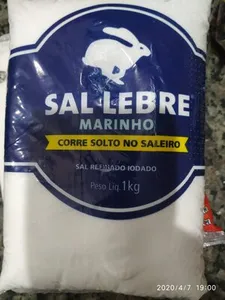 SAL LEBRE
MARINHO
CORRE SOLTO NO SALEIRO
SAL REFINADO IODADO
Peso Líq. 1kg
2020/4/7 19:00